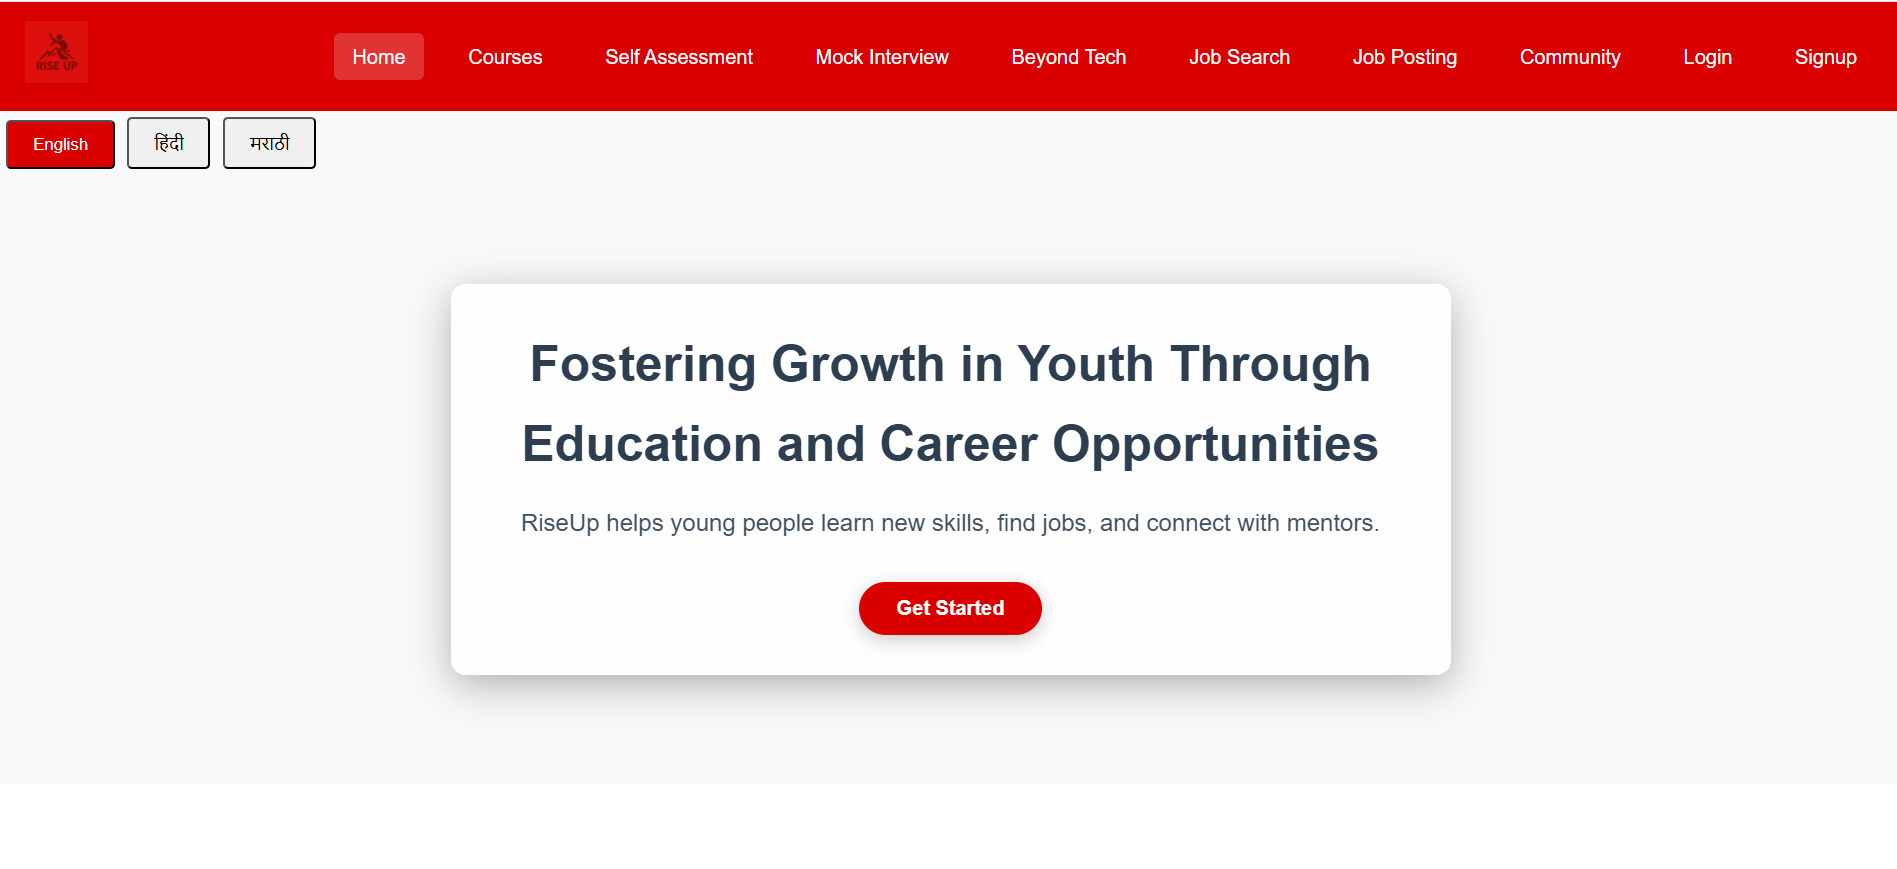 RISE UP
Home Courses Self Assessment Mock Interview Beyond Tech Job Search Job Posting Community Login Signup
English हिंदी मराठी
Fostering Growth in Youth Through
Education and Career Opportunities
RiseUp helps young people learn new skills, find jobs, and connect with mentors.
Get Started